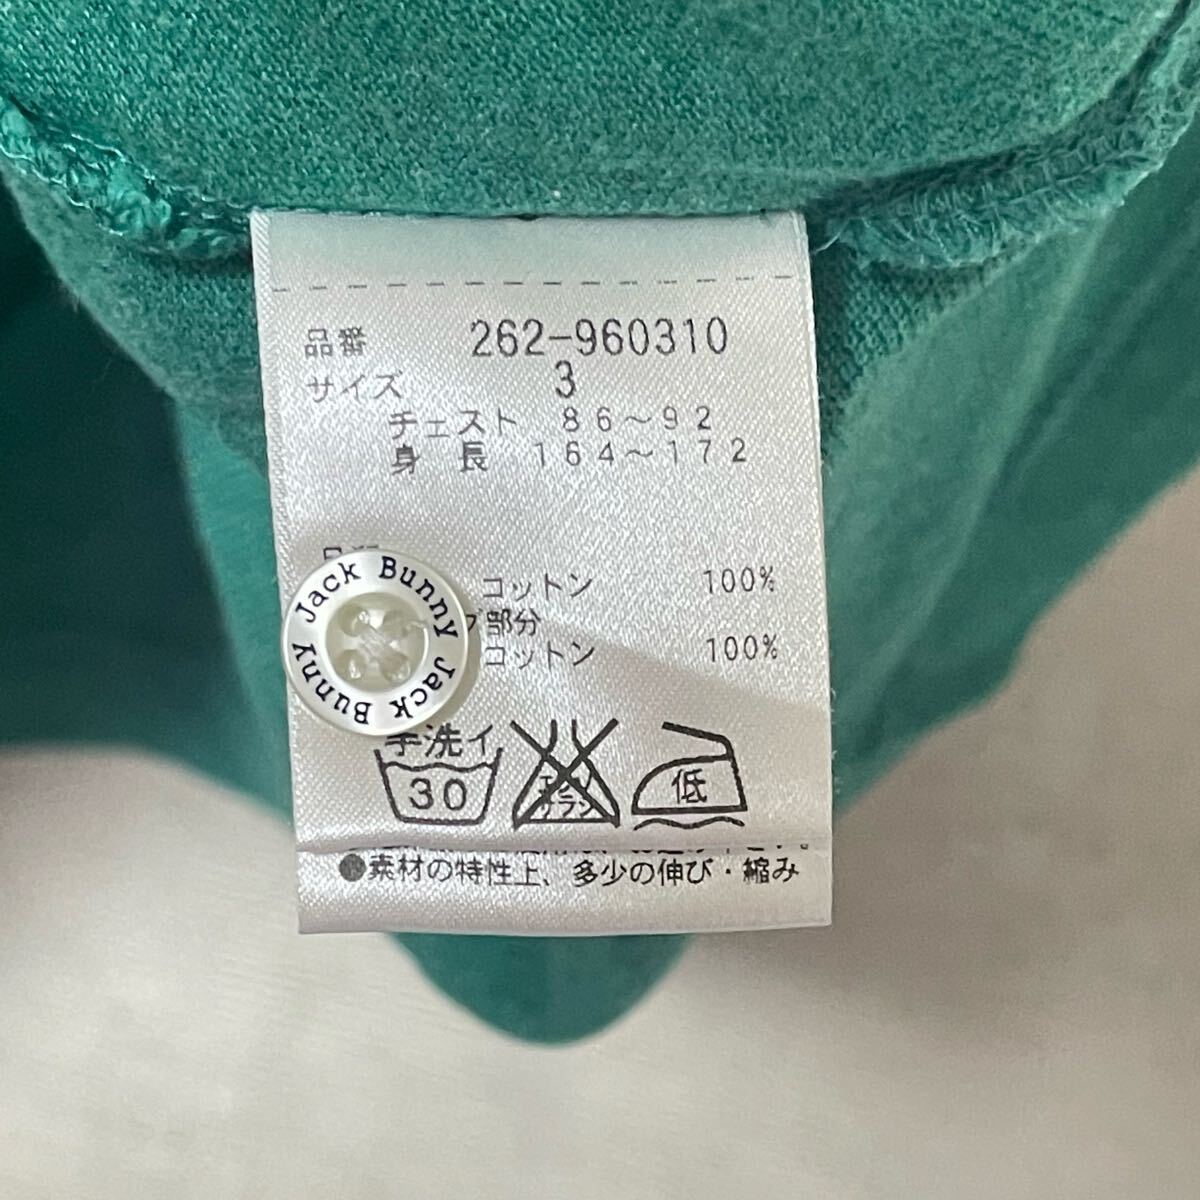 品番 262-960310
サイズ 3
チェスト 86～92
身長 164～172
コットン 100%
部分
コットン 100%
Jack Bunny Jack Bunny
手洗イ
30
低
●素材の特性上、多少の伸び・縮み